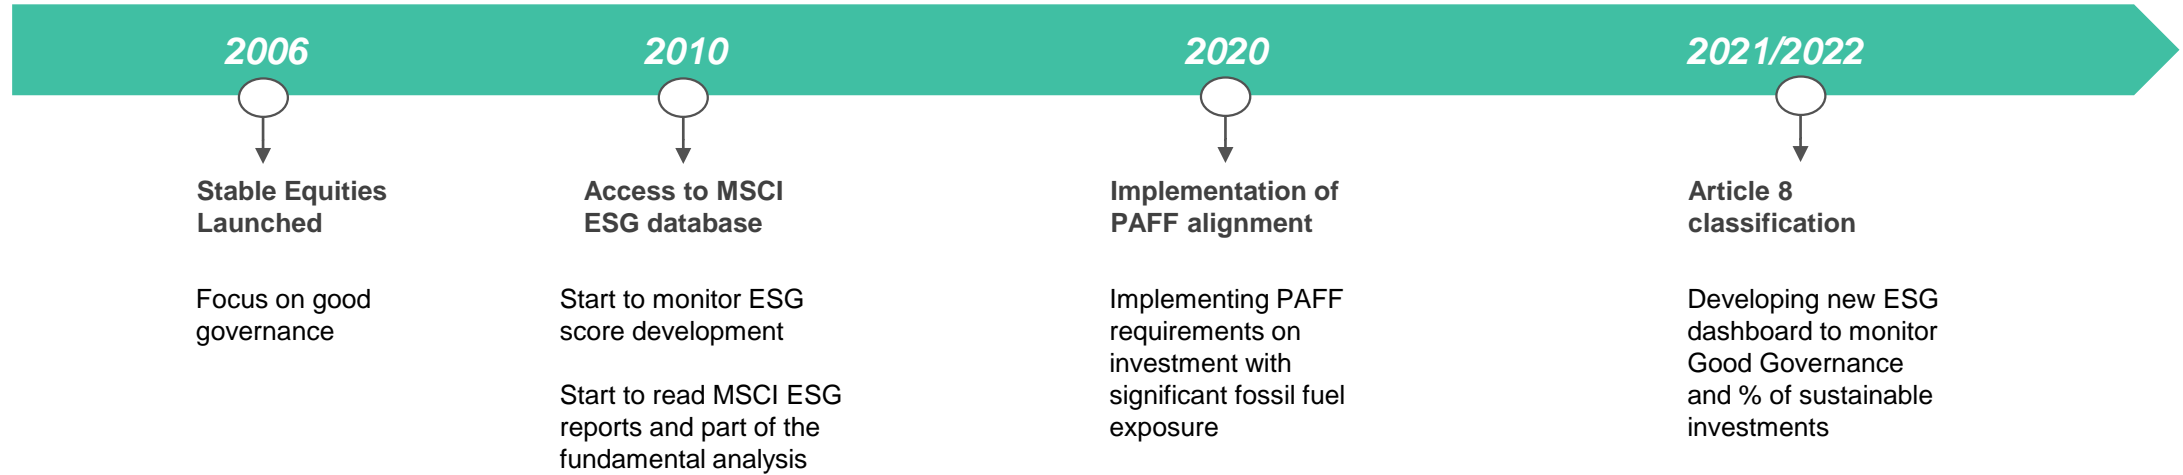 2006
Stable Equities
Launched
Focus on good
governance
2010
Access to MSCI
ESG database
Start to monitor ESG
score development
Start to read MSCI ESG
reports and part of the
fundamental analysis
2020
Implementation of
PAFF alignment
Implementing PAFF
requirements on
investment with
significant fossil fuel
exposure
2021/2022
Article 8
classification
Developing new ESG
dashboard to monitor
Good Governance
and % of sustainable
investments